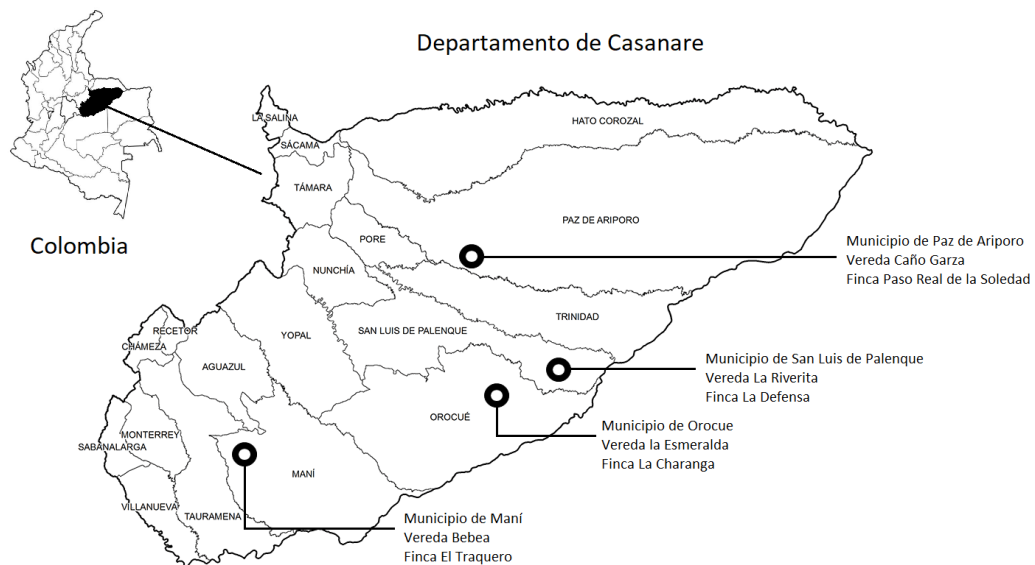 Departamento de Casanare
Colombia
LA SALINA
HATO COROZAL
SÁCAMA
TÁMARA
PAZ DE ARIPORO
PORE
NUNCHÍA
Municipio de Paz de Ariporo
Vereda Caño Garza
Finca Paso Real de la Soledad
TRINIDAD
RECETOR
YOPAL
SAN LUIS DE PALENQUE
CHÁMEZA
AGUAZUL
Municipio de San Luis de Palenque
Vereda La Riverita
Finca La Defensa
OROCUÉ
Municipio de Orocue
Vereda la Esmeralda
Finca La Charanga
MONTERREY
SABANALARGA
MANÍ
VILLANUEVA
TAURAMENA
Municipio de Maní
Vereda Bebea
Finca El Traquero